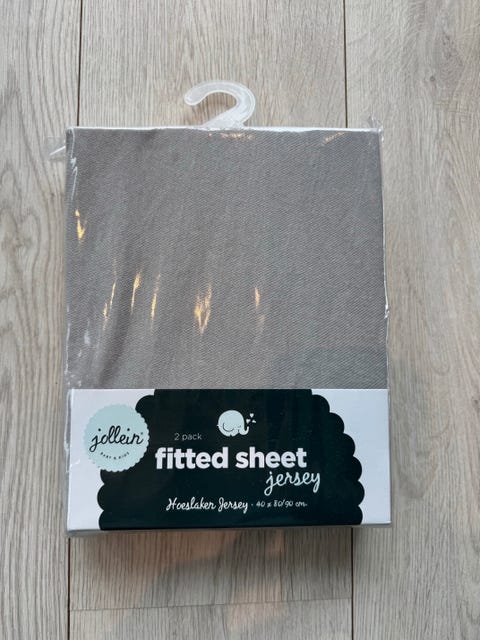 jollein
BABY & KIDS
2 pack
fitted sheet
jersey
Hoeslaken Jersey · 40 x 80/90 cm.